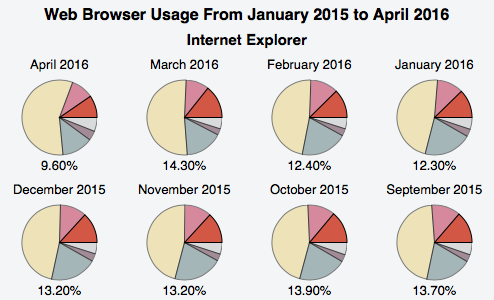 Web Browser Usage From January 2015 to April 2016
Internet Explorer
April 2016 March 2016 February 2016 January 2016
9.60% 14.30% 12.40% 12.30%
December 2015 November 2015 October 2015 September 2015
13.20% 13.20% 13.90% 13.70%